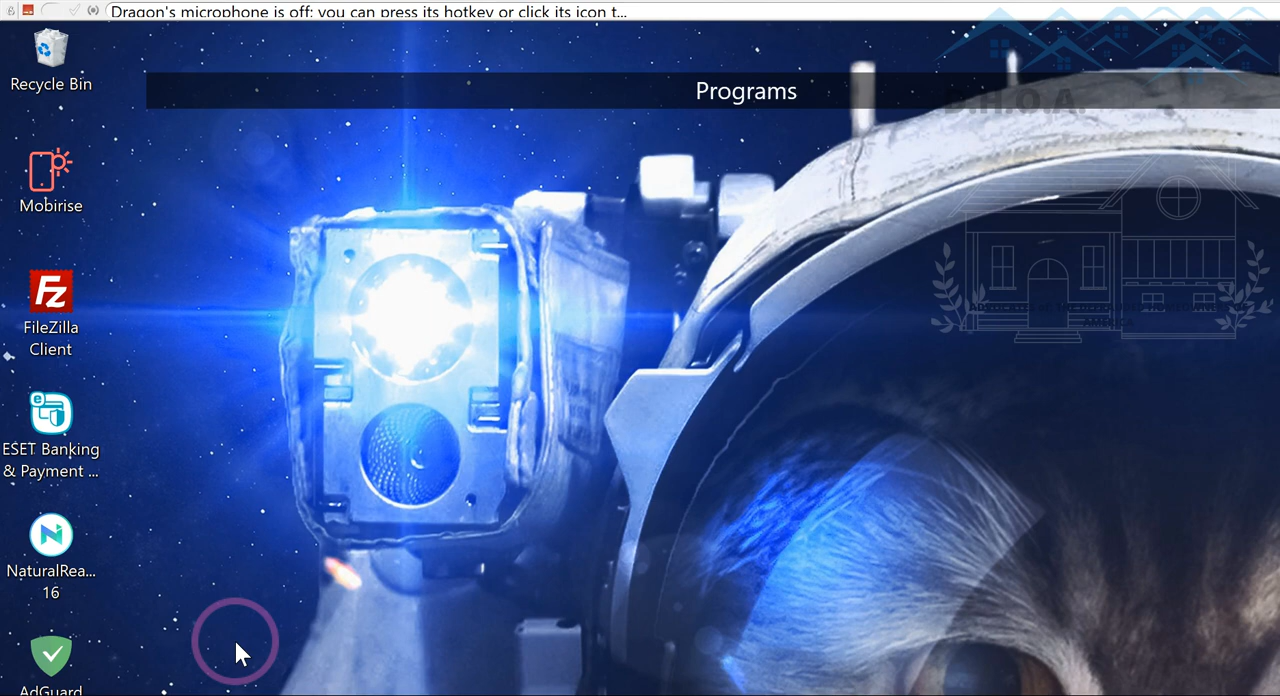 Dragon's microphone is off: you can press its hotkey or click its icon t...
Recycle Bin
Programs
D.H.O.A.
Mobirise
FileZilla
Client
ESET Banking
& Payment ...
NaturalRea...
16
AdGuard